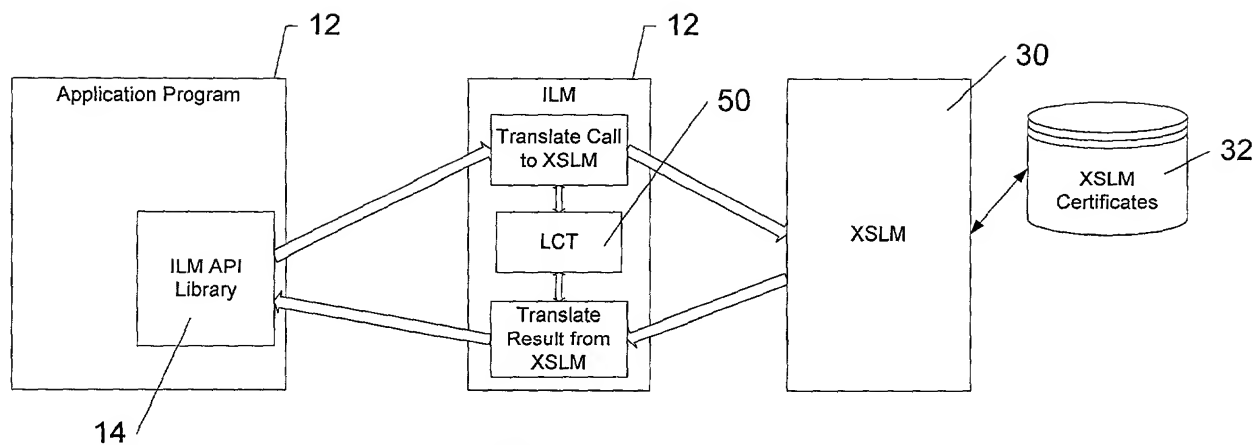 12
12
30
Application Program
ILM
50
Translate Call
to XSLM
32
XSLM
Certificates
LCT
XSLM
ILM API
Library
Translate
Result from
XSLM
14